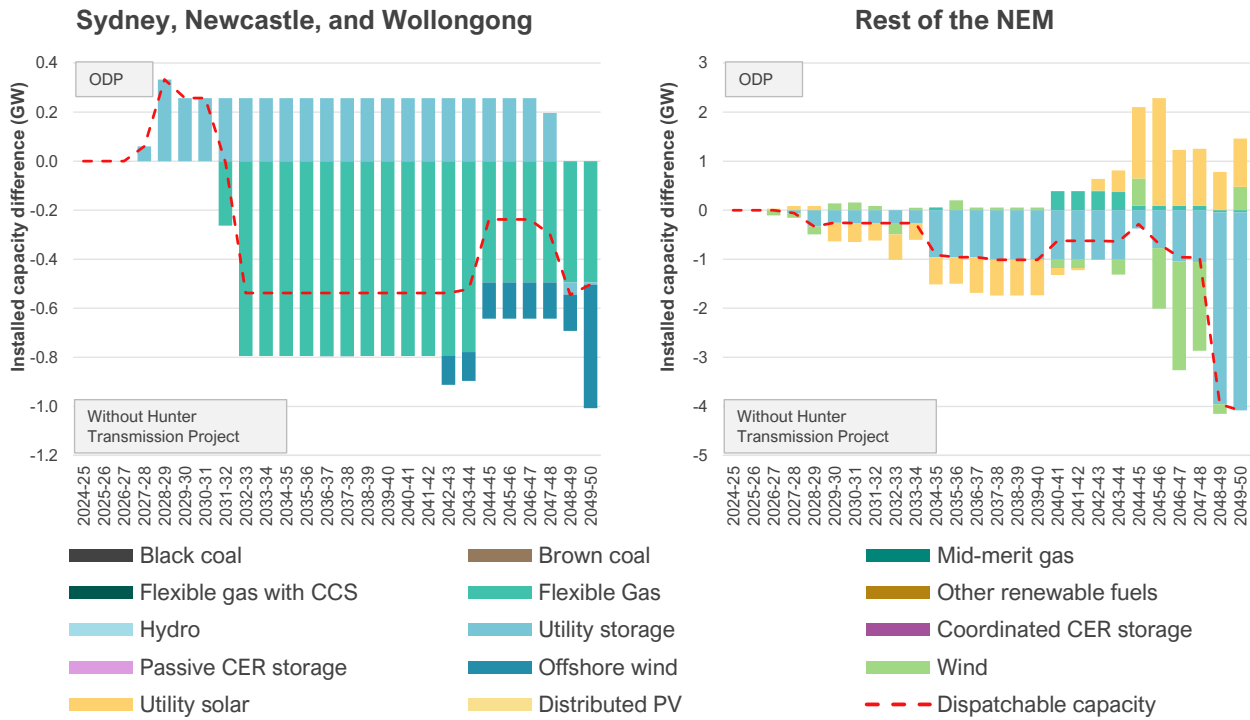 Sydney, Newcastle, and Wollongong
Installed capacity difference (GW)
0.4
0.2
0.0
-0.2
-0.4
-0.6
-0.8
-1.0
-1.2
ODP
Without Hunter
Transmission Project
2024-25
2025-26
2026-27
2027-28
2028-29
2029-30
2030-31
2031-32
2032-33
2033-34
2034-35
2035-36
2036-37
2037-38
2038-39
2039-40
2040-41
2041-42
2042-43
2043-44
2044-45
2045-46
2046-47
2047-48
2048-49
2049-50
Rest of the NEM
Installed capacity difference (GW)
3
2
1
0
-1
-2
-3
-4
-5
ODP
Without Hunter
Transmission Project
2024-25
2025-26
2026-27
2027-28
2028-29
2029-30
2030-31
2031-32
2032-33
2033-34
2034-35
2035-36
2036-37
2037-38
2038-39
2039-40
2040-41
2041-42
2042-43
2043-44
2044-45
2045-46
2046-47
2047-48
2048-49
2049-50
Black coal
Brown coal
Mid-merit gas
Flexible gas with CCS
Flexible Gas
Other renewable fuels
Hydro
Utility storage
Coordinated CER storage
Passive CER storage
Offshore wind
Wind
Utility solar
Distributed PV
Dispatchable capacity